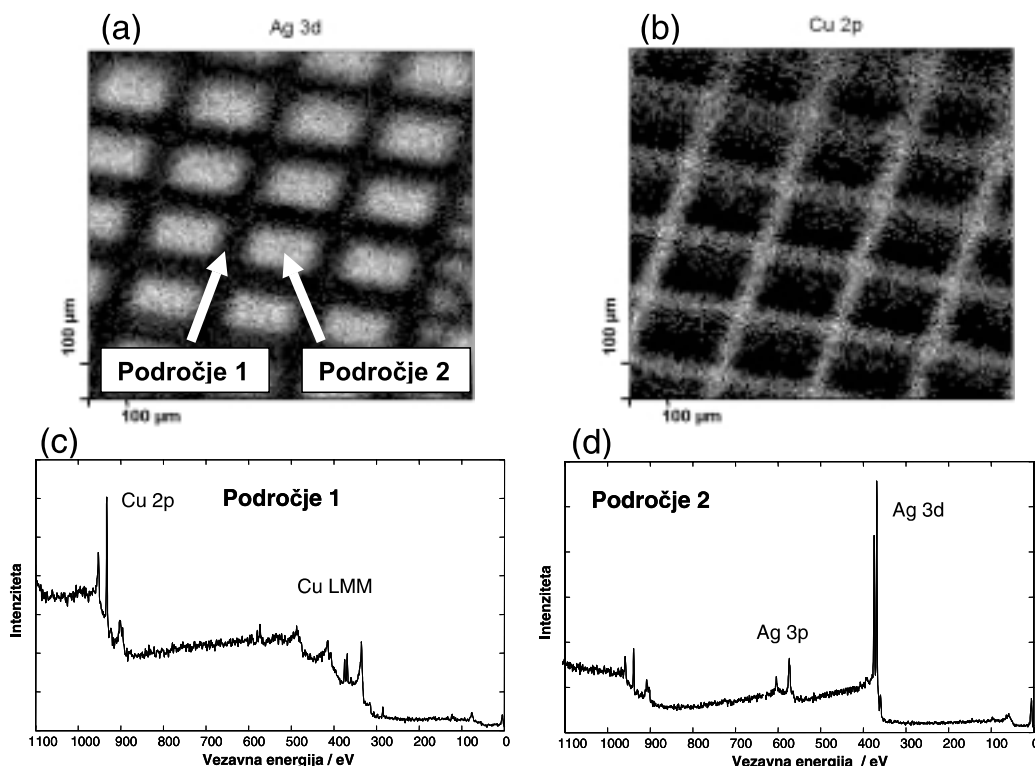 (a)
Ag 3d
(b)
Cu 2p
100 µm
Področje 1
Področje 2
100 µm
100 µm
100 µm
(c)
(d)
Cu 2p
Področje 1
Cu LMM
Intenziteta
1100 1000 900 800 700 600 500 400 300 200 100 0
Vezavna energija / eV
Področje 2
Ag 3d
Ag 3p
Intenziteta
1100 1000 900 800 700 600 500 400 300 200 100 0
Vezavna energija / eV